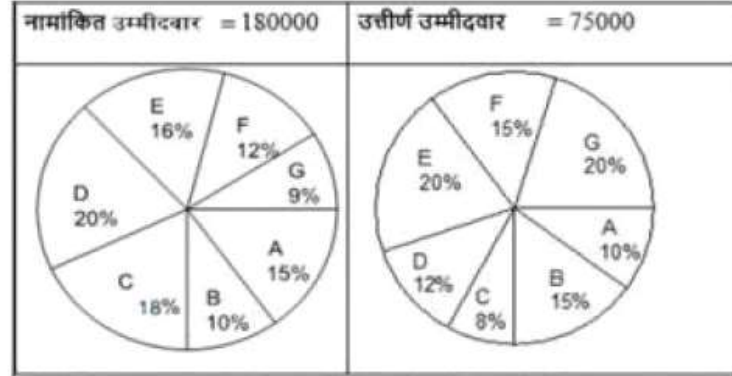 नामांकित उम्मीदवार = 180000
उत्तीर्ण उम्मीदवार = 75000
E
16%
F
12%
G
9%
D
20%
A
15%
C
18%
B
10%
F
15%
G
20%
E
20%
A
10%
D
12%
B
15%
C
8%